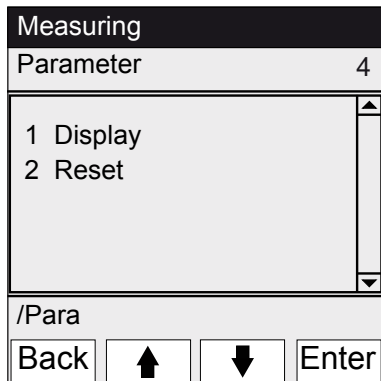 Measuring
Parameter 4
1 Display
2 Reset
/Para
Back Enter